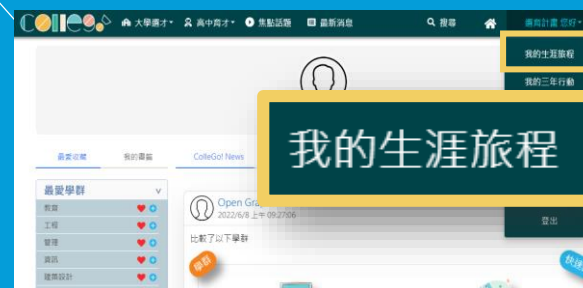 ColleGo!
大學選才
高中育才
焦點話題
最新消息
搜尋
我的生涯旅程
我的三年行動
我的生涯旅程
登出
最愛收藏
我的書籤
ColleGo! News
最愛學群
教育
工程
管理
資訊
建築設計
2022/6/8 上午 09:27:06
比較了以下學群
學群
快速